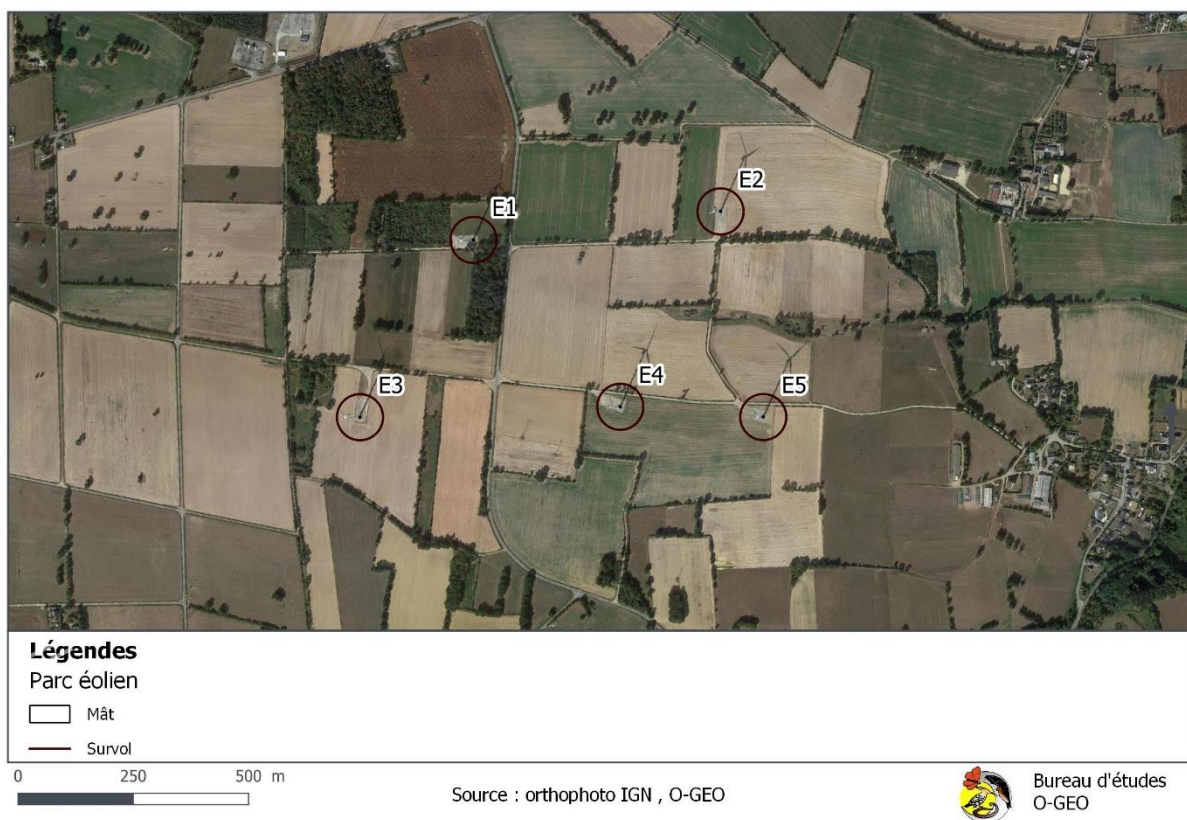 E1
E2
E3
E4
E5
Légendes
Parc éolien
Mât
Survol
0 250 500 m
Source : orthophoto IGN , O-GEO
Bureau d'études
O-GEO